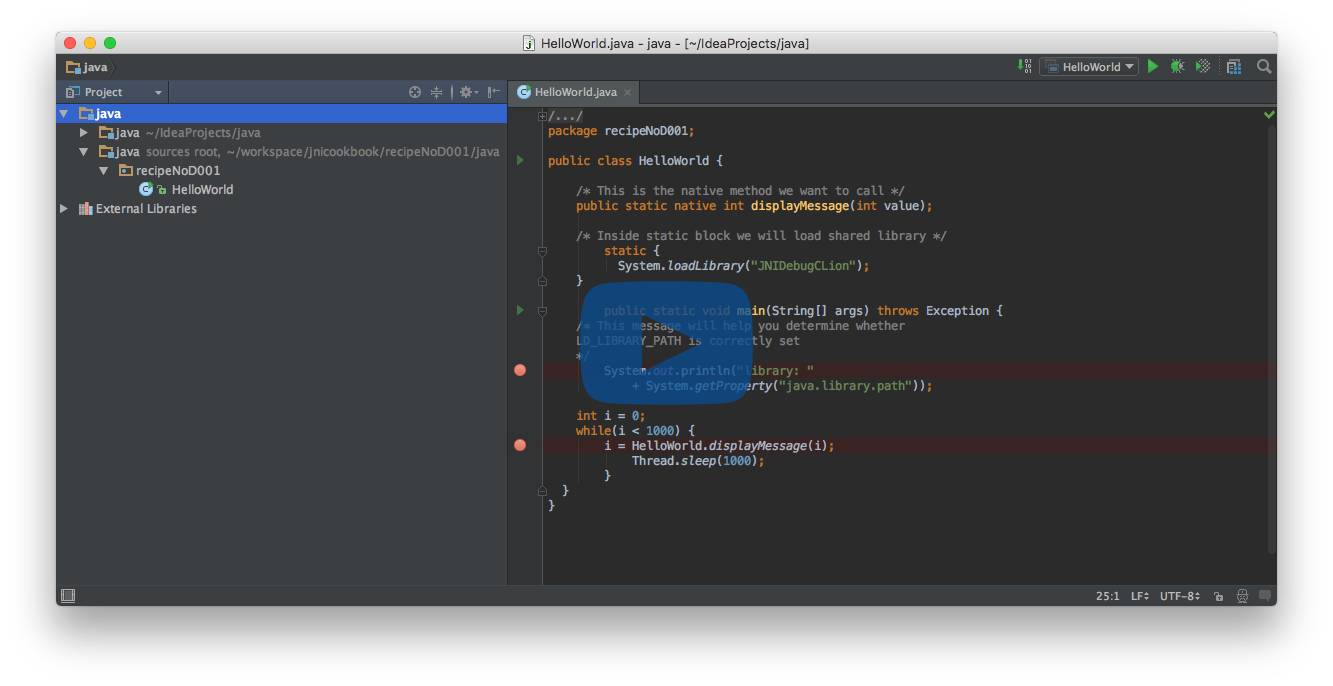 HelloWorld.java - java - [~/IdeaProjects/java]
java
HelloWorld
Project
HelloWorld.java
java
java ~/IdeaProjects/java
java sources root, ~/workspace/jnicookbook/recipeNoD001/java
recipeNoD001
HelloWorld
External Libraries
/.../
package recipeNoD001;
public class HelloWorld {
/* This is the native method we want to call */
public static native int displayMessage(int value);
/* Inside static block we will load shared library */
static {
System.loadLibrary("JNIDebugCLion");
}
public static void main(String[] args) throws Exception {
/* This message will help you determine whether
LD_LIBRARY_PATH is correctly set
*/
System.out.println("library: "
+ System.getProperty("java.library.path"));
int i = 0;
while(i < 1000) {
i = HelloWorld.displayMessage(i);
Thread.sleep(1000);
}
}
}
25:1 LF UTF-8